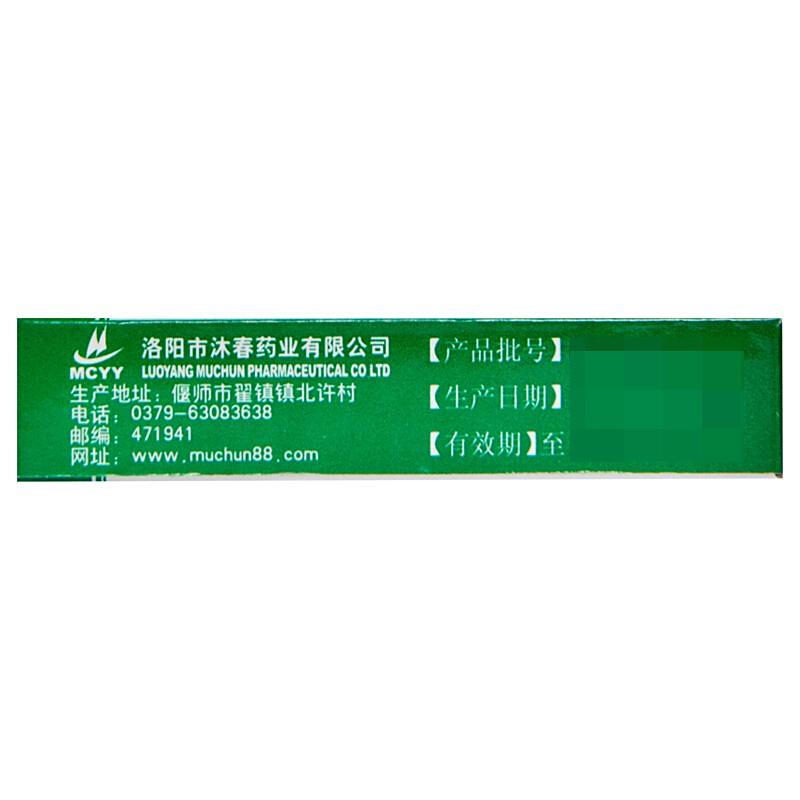 MCYY
洛阳市沐春药业有限公司
LUOYANG MUCHUN PHARMACEUTICAL CO LTD
生产地址：偃师市翟镇镇北许村
电话：0379-63083638
邮编：471941
网址：www.muchun88.com
【产品批号】
【生产日期】
【有效期】至